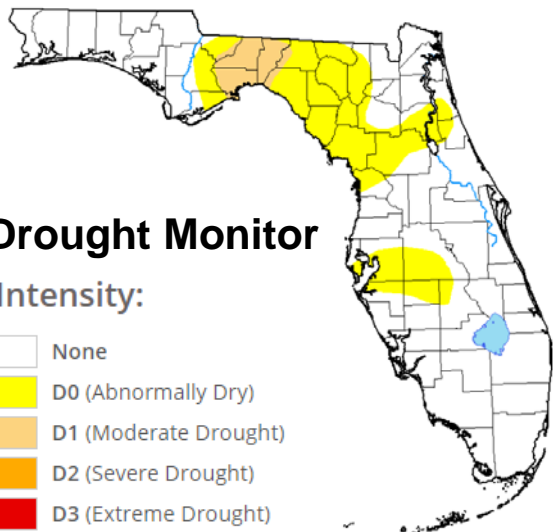 Drought Monitor
Intensity:
None
D0 (Abnormally Dry)
D1 (Moderate Drought)
D2 (Severe Drought)
D3 (Extreme Drought)